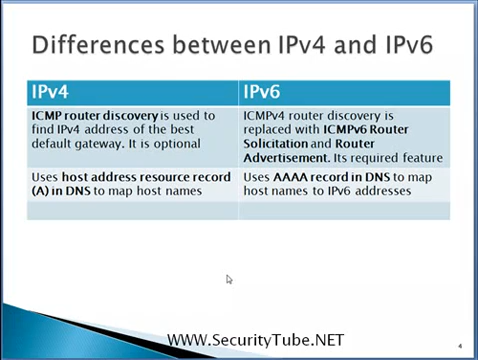 Differences between IPv4 and IPv6
IPv4
IPv6
ICMP router discovery is used to
find IPv4 address of the best
default gateway. It is optional
ICMPv4 router discovery is
replaced with ICMPv6 Router
Solicitation and Router
Advertisement. Its required feature
Uses host address resource record
(A) in DNS to map host names
Uses AAAA record in DNS to map
host names to IPv6 addresses
WWW.SecurityTube.NET
4